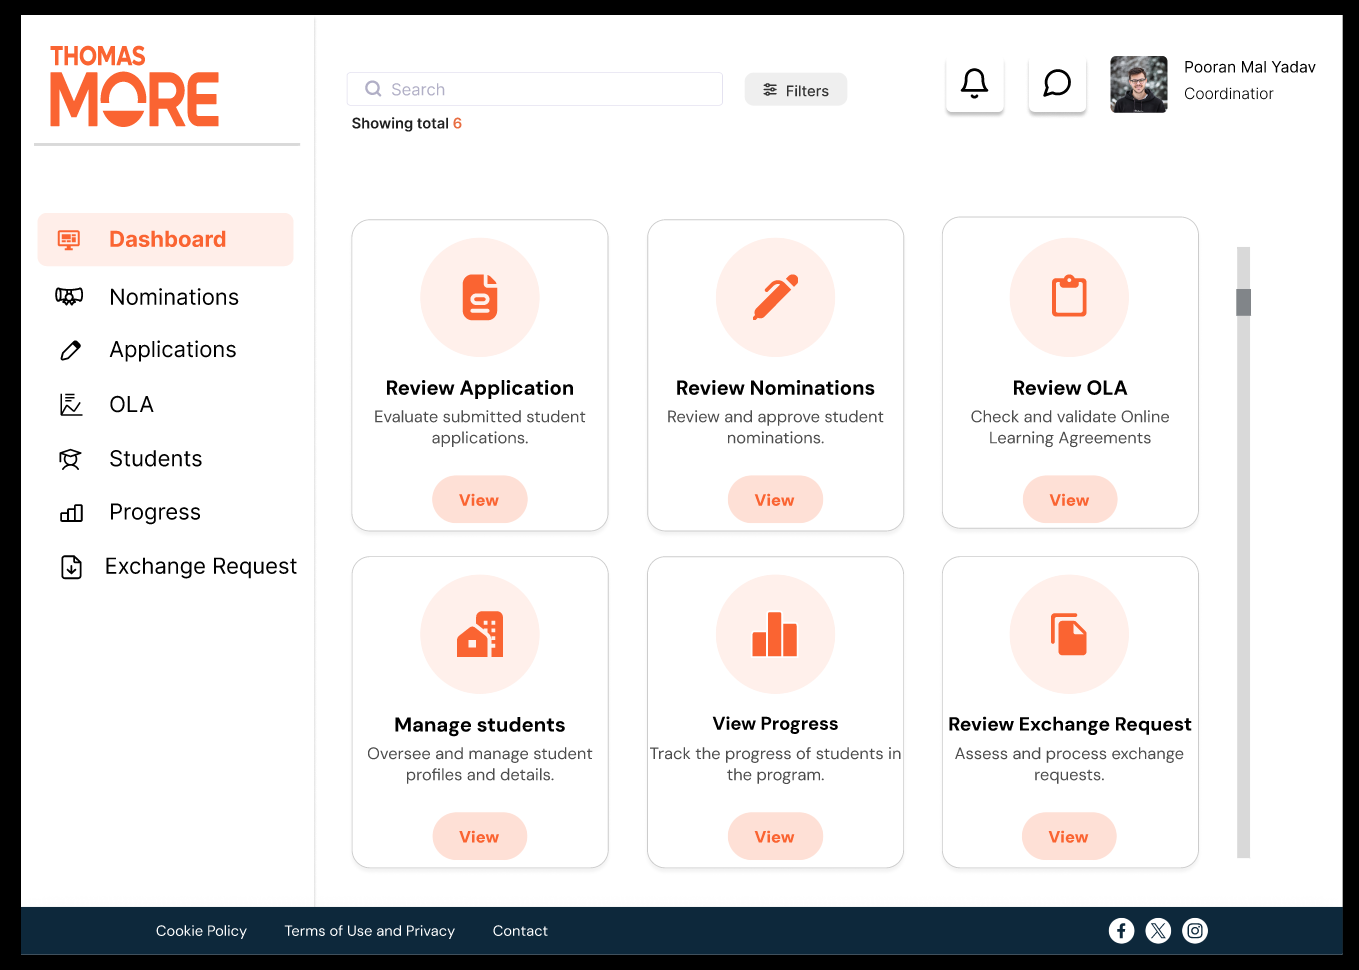 THOMAS
MORE
Search
Filters
Showing total 6
Pooran Mal Yadav
Coordinatior
Dashboard
Nominations
Applications
OLA
Students
Progress
Exchange Request
Review Application
Evaluate submitted student
applications.
View
Review Nominations
Review and approve student
nominations.
View
Review OLA
Check and validate Online
Learning Agreements
View
Manage students
Oversee and manage student
profiles and details.
View
View Progress
Track the progress of students in
the program.
View
Review Exchange Request
Assess and process exchange
requests.
View
Cookie Policy
Terms of Use and Privacy
Contact